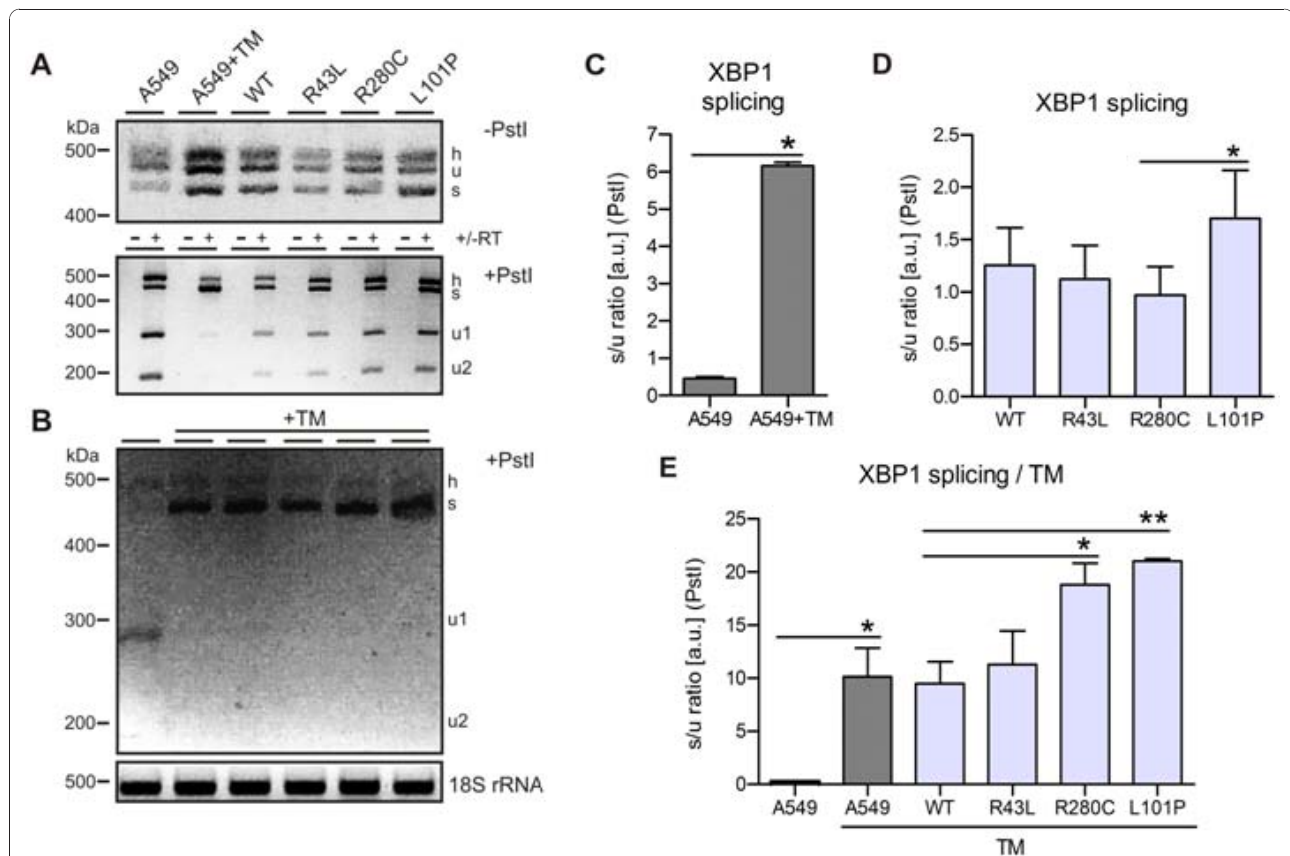 A
A549 A549+TM WT R43L R280C L101P
kDa
-PstI
500
h
u
s
400
- + - + - + - + - + - + +/-RT
+PstI
500
h
400
s
300
u1
200
u2
B
+TM
kDa
+PstI
500
h
s
400
300
u1
200
u2
500
18S rRNA
C
XBP1
splicing
s/u ratio [a.u.] (PstI)
7
6
5
4
3
2
1
0
*
A549 A549+TM
D
XBP1 splicing
s/u ratio [a.u.] (PstI)
2.5
2.0
1.5
1.0
0.5
0.0
*
WT R43L R280C L101P
E
XBP1 splicing / TM
s/u ratio [a.u.] (PstI)
25
20
15
10
5
0
*
*
**
A549 A549 WT R43L R280C L101P
TM